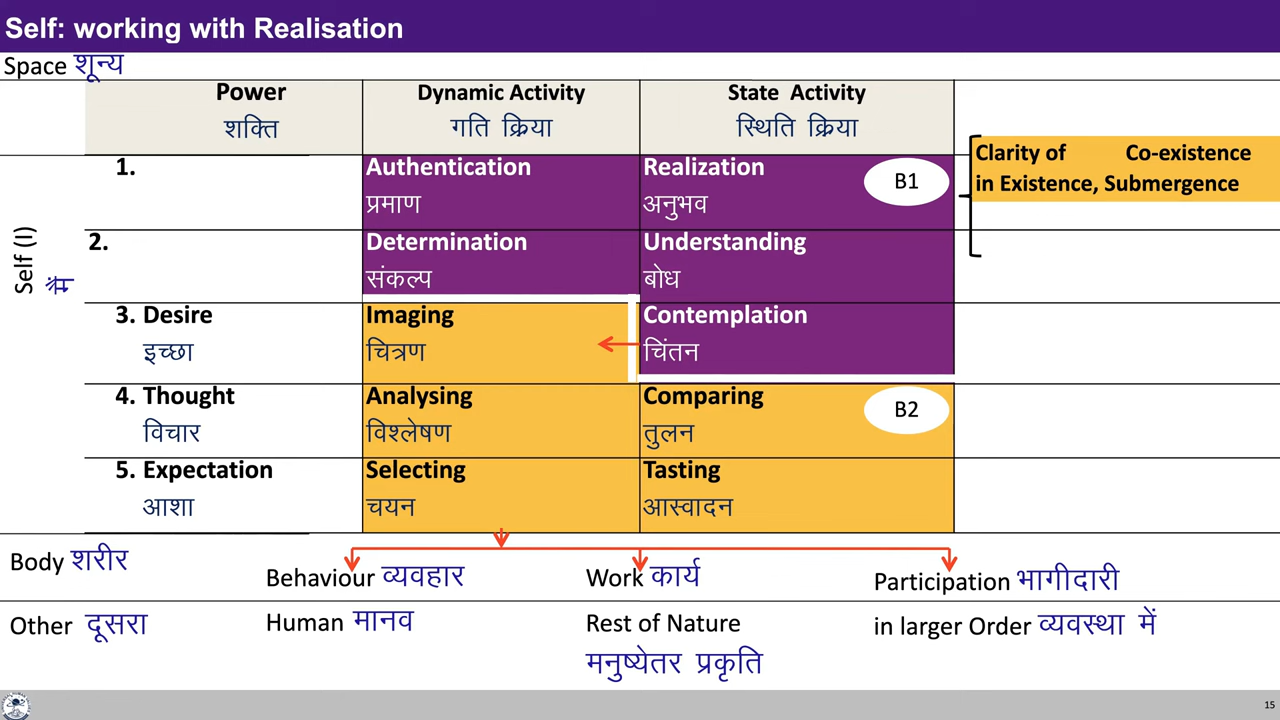 Self: working with Realisation
Space शून्य
Power Dynamic Activity State Activity
शक्ति गति क्रिया स्थिति क्रिया
1. Authentication Realization B1
प्रमाण अनुभव
Clarity of Co-existence
in Existence, Submergence
2. Determination Understanding
संकल्प बोध
Self (I)
मैं
3. Desire Imaging Contemplation
इच्छा चित्रण चिंतन
4. Thought Analysing Comparing B2
विचार विश्लेषण तुलन
5. Expectation Selecting Tasting
आशा चयन आस्वादन
Body शरीर
Behaviour व्यवहार Work कार्य Participation भागीदारी
Other दूसरा Human मानव Rest of Nature in larger Order व्यवस्था में
मनुष्येतर प्रकृति
15